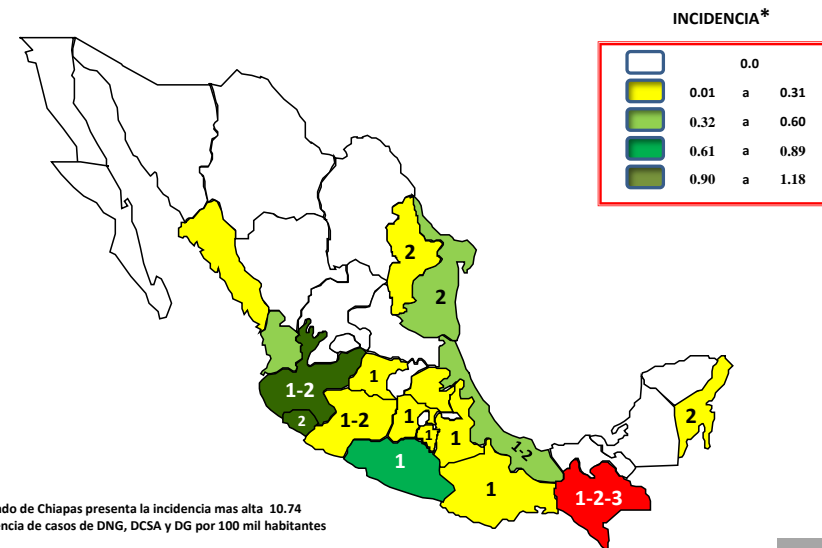 INCIDENCIA*
0.0
0.01 a 0.31
0.32 a 0.60
0.61 a 0.89
0.90 a 1.18
2
2
1
1-2
2
1-2
1
1
1
1
1-2
1
2
1-2-3
do de Chiapas presenta la incidencia mas alta 10.74
encia de casos de DNG, DCSA y DG por 100 mil habitantes